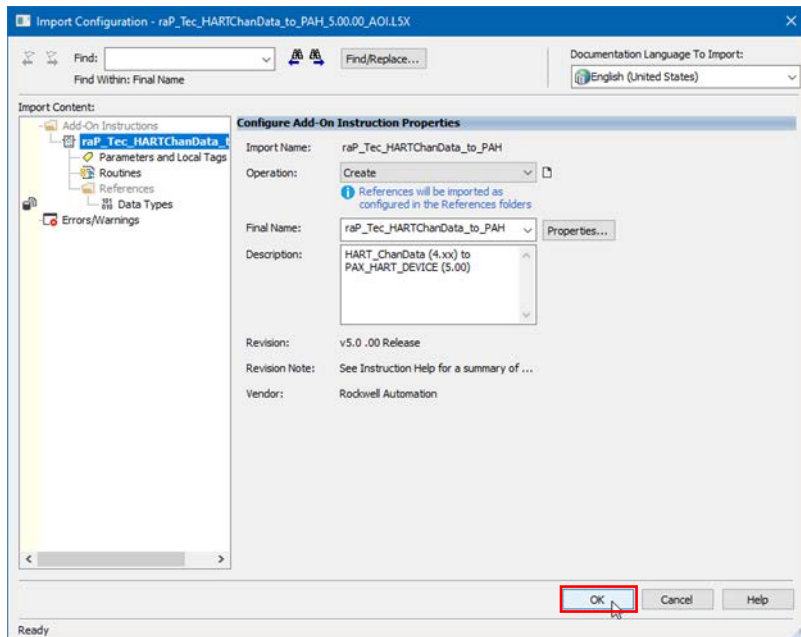 Import Configuration - raP_Tec_HARTChanData_to_PAH_5.00.00_AOI.L5X
Find:
Find/Replace...
Find Within: Final Name
Documentation Language To Import:
English (United States)
Import Content:
Add-On Instructions
raP_Tec_HARTChanData_t
Parameters and Local Tags
Routines
References
Data Types
Errors/Warnings
Configure Add-On Instruction Properties
Import Name: raP_Tec_HARTChanData_to_PAH
Operation: Create
References will be imported as
configured in the References folders
Final Name: raP_Tec_HARTChanData_to_PAH Properties...
Description: HART_ChanData (4.xx) to
PAX_HART_DEVICE (5.00)
Revision: v5.0 .00 Release
Revision Note: See Instruction Help for a summary of ...
Vendor: Rockwell Automation
OK Cancel Help
Ready